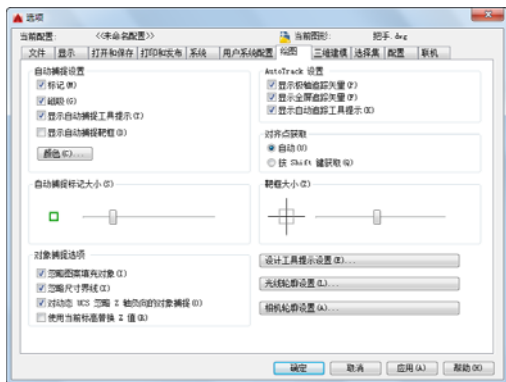 选项
当前配置: <<未命名配置>> 当前图形: 把手.dwg
文件 显示 打开和保存 打印和发布 系统 用户系统配置 绘图 三维建模 选择集 配置 联机
自动捕捉设置
标记(M)
磁吸(G)
显示自动捕捉工具提示(T)
显示自动捕捉靶框(D)
颜色(C)...
AutoTrack 设置
显示极轴追踪矢量(P)
显示全屏追踪矢量(F)
显示自动追踪工具提示(K)
对齐点获取
自动(U)
按 Shift 键获取(Q)
自动捕捉标记大小(S)
靶框大小(Z)
对象捕捉选项
忽略图案填充对象(I)
忽略尺寸界线(X)
对动态 UCS 忽略 Z 轴负向的对象捕捉(O)
使用当前标高替换 Z 值(R)
设计工具提示设置(E)...
光线轮廓设置(L)...
相机轮廓设置(A)...
确定 取消 应用(A) 帮助(H)